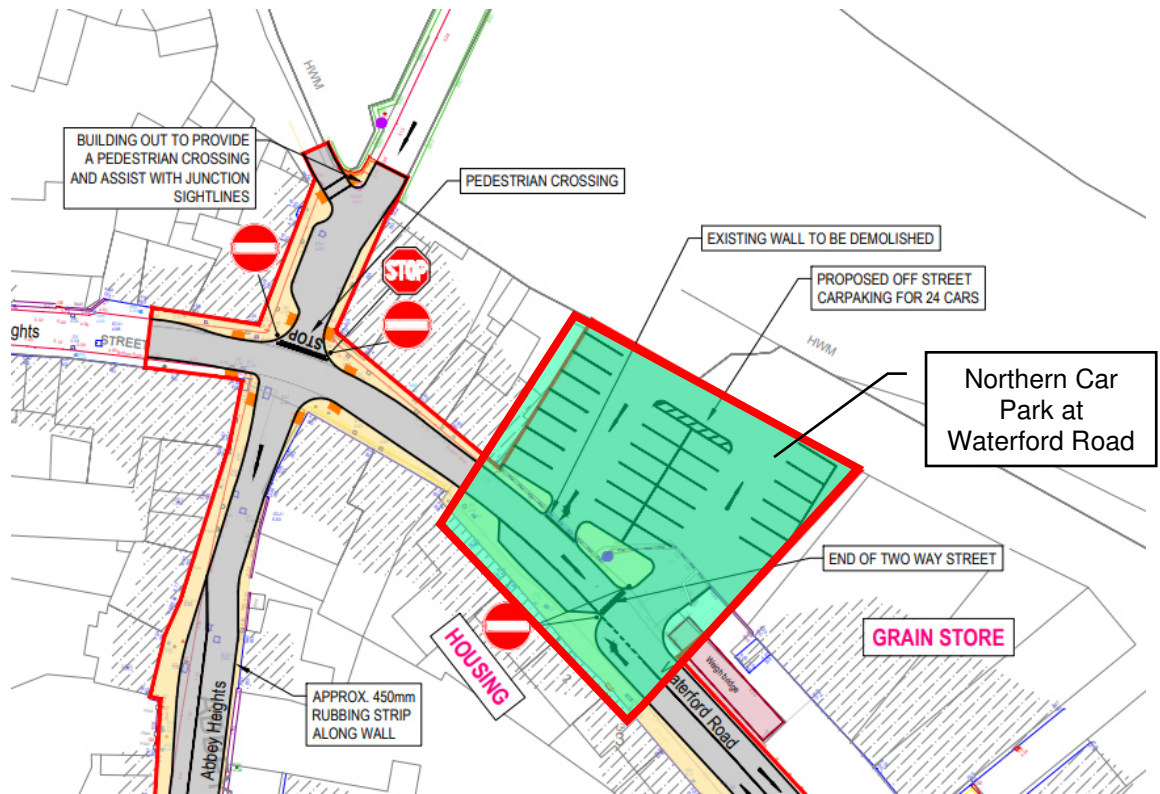 HWM
BUILDING OUT TO PROVIDE
A PEDESTRIAN CROSSING
AND ASSIST WITH JUNCTION
SIGHTLINES
PEDESTRIAN CROSSING
STOP
EXISTING WALL TO BE DEMOLISHED
PROPOSED OFF STREET
CARPAKING FOR 24 CARS
HWM
Northern Car
Park at
Waterford Road
ghts
STREET
STOP
END OF TWO WAY STREET
HOUSING
GRAIN STORE
Weighbridge
Waterford Road
APPROX. 450mm
RUBBING STRIP
ALONG WALL
Abbey Heights